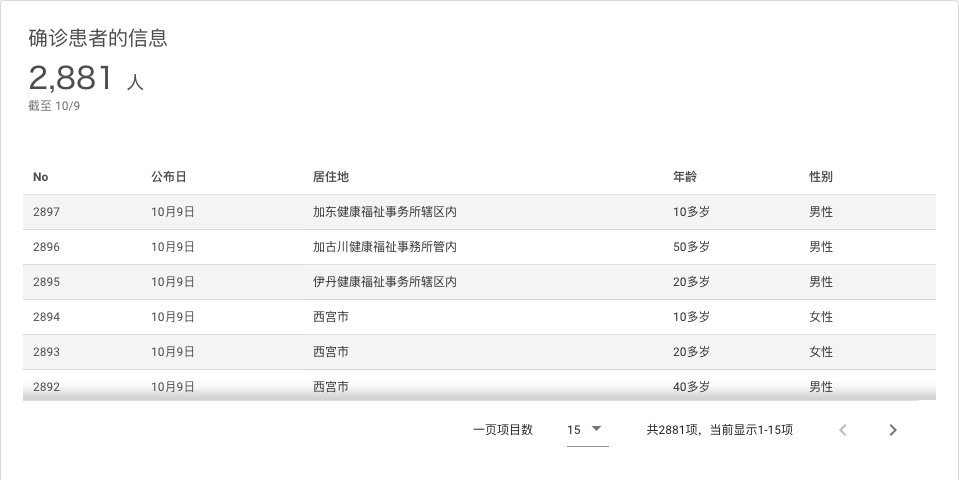 确诊患者的信息
2,881 人
截至 10/9
No 公布日 居住地 年龄 性别
2897 10月9日 加东健康福祉事务所辖区内 10多岁 男性
2896 10月9日 加古川健康福祉事務所管内 50多岁 男性
2895 10月9日 伊丹健康福祉事务所辖区内 20多岁 男性
2894 10月9日 西宫市 10多岁 女性
2893 10月9日 西宫市 20多岁 女性
2892 10月9日 西宫市 40多岁 男性
一页项目数 15 共2881项，当前显示1-15项